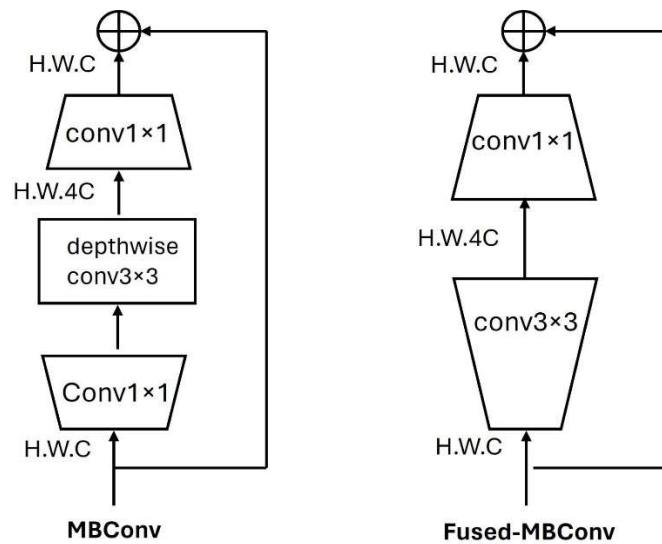 H.W.C
conv1×1
H.W.4C
depthwise
conv3×3
Conv1×1
H.W.C
MBConv
H.W.C
conv1×1
H.W.4C
conv3×3
H.W.C
Fused-MBConv